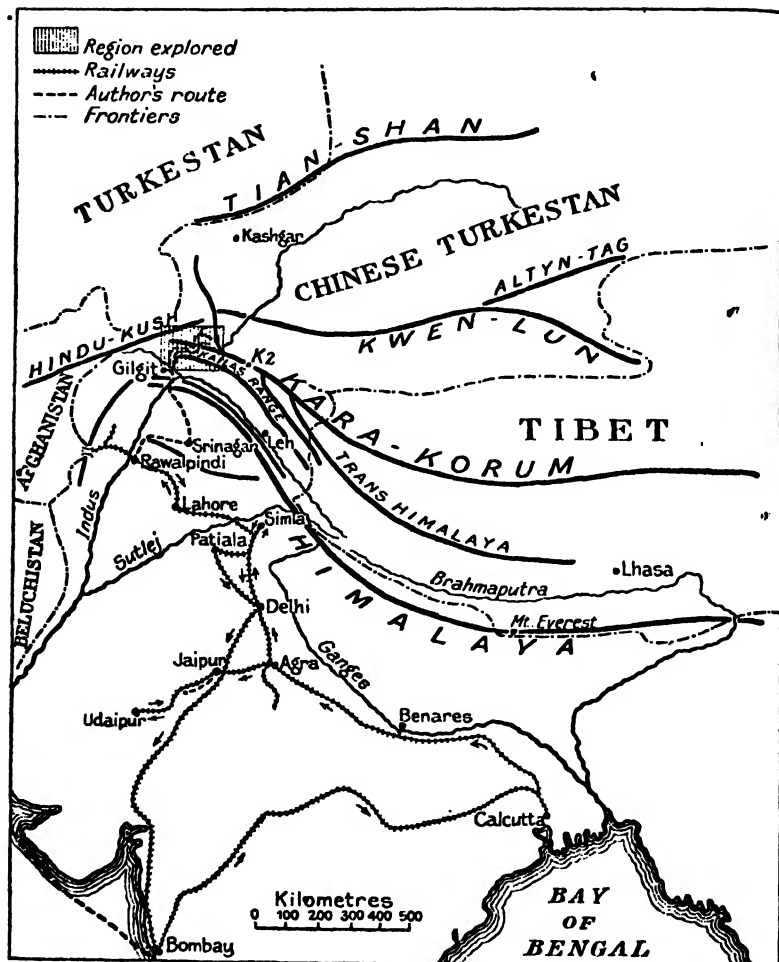 Region explored
Railways
Author's route
Frontiers
TURKESTAN
TIAN-SHAN
Kashgar
CHINESE TURKESTAN
ALTYN-TAG
HINDU-KUSH
KWEN-LUN
K2
KAILAS RANGE
Gilgit
KARA-KORUM
TIBET
AFGHANISTAN
Srinagar
Leh
Rawalpindi
TRANS HIMALAYA
Indus
Lahore
Simla
Sutlej
Patiala
BELUCHISTAN
HIMALAYA
Brahmaputra
Lhasa
Delhi
Mt. Everest
Jaipur
Agra
Ganges
Udaipur
Benares
Calcutta
Kilometres
0 100 200 300 400 500
Bombay
BAY
OF
BENGAL